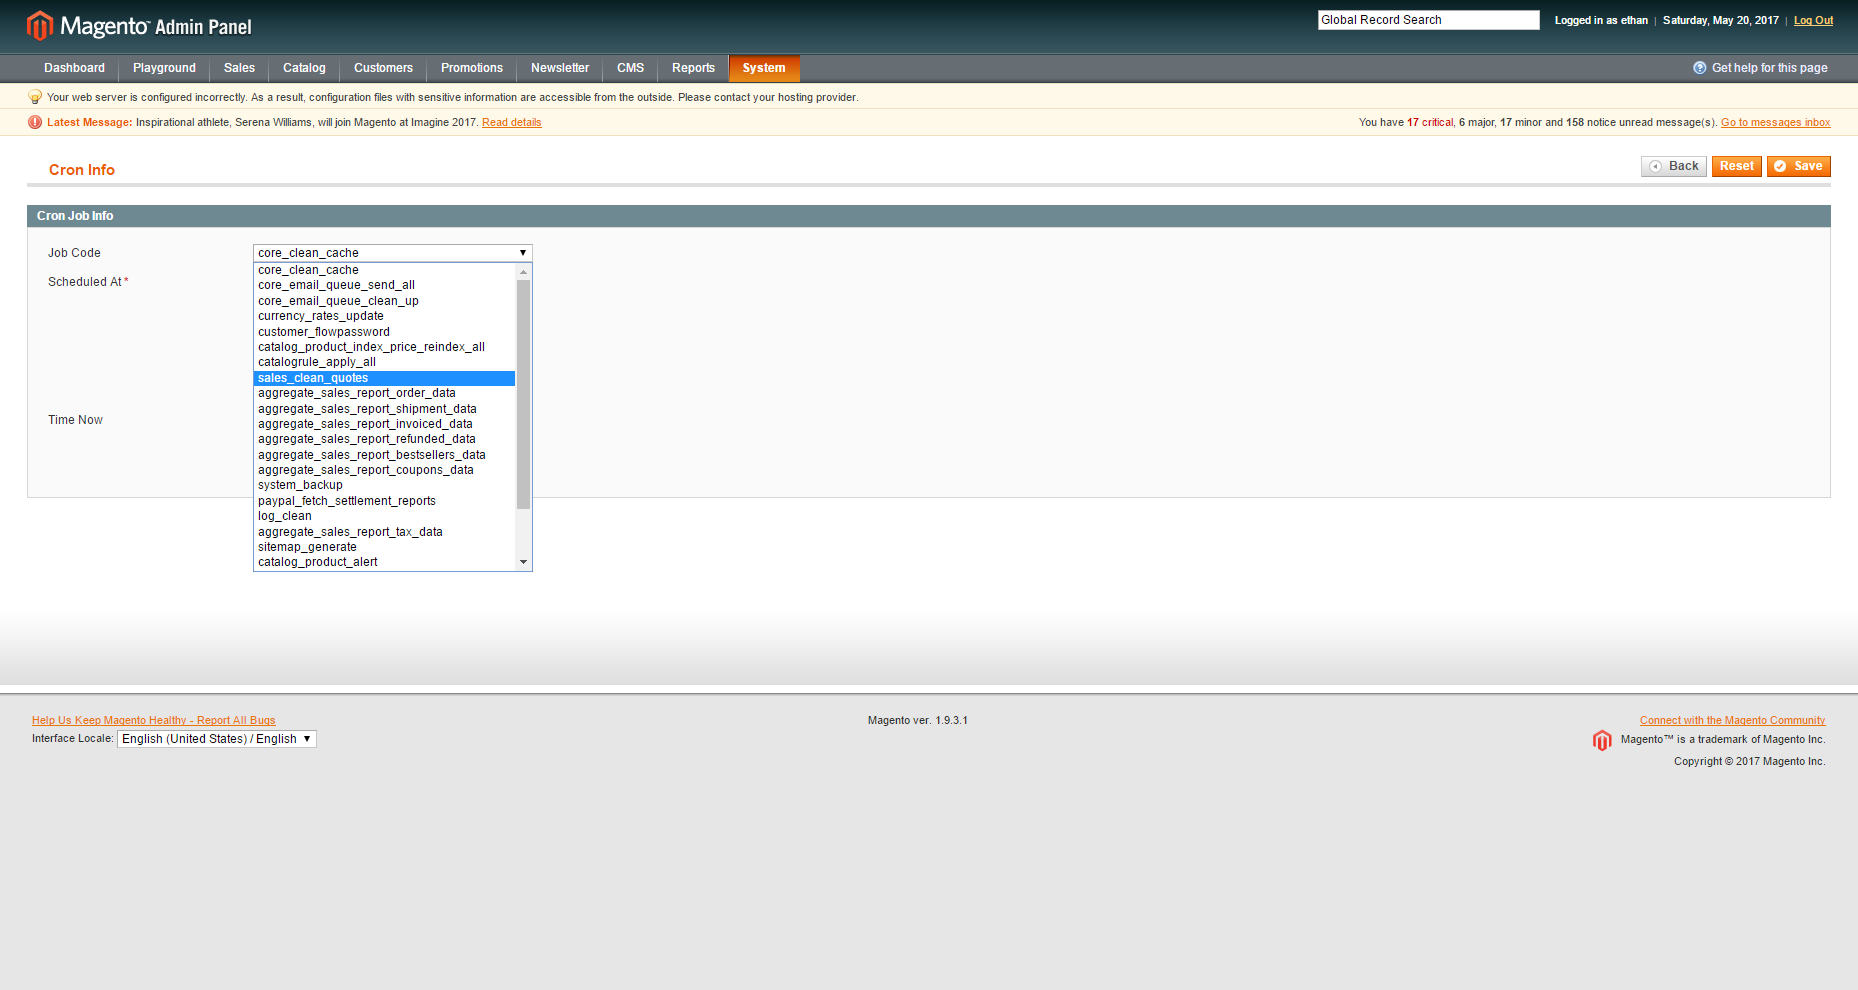 Magento™ Admin Panel
Global Record Search
Logged in as ethan | Saturday, May 20, 2017 | Log Out
Dashboard Playground Sales Catalog Customers Promotions Newsletter CMS Reports System
Get help for this page
Your web server is configured incorrectly. As a result, configuration files with sensitive information are accessible from the outside. Please contact your hosting provider.
Latest Message: Inspirational athlete, Serena Williams, will join Magento at Imagine 2017. Read details
You have 17 critical, 6 major, 17 minor and 158 notice unread message(s). Go to messages inbox
Cron Info
Back Reset Save
Cron Job Info
Job Code
core_clean_cache
Scheduled At *
core_clean_cache
core_email_queue_send_all
core_email_queue_clean_up
currency_rates_update
customer_flowpassword
catalog_product_index_price_reindex_all
catalogrule_apply_all
sales_clean_quotes
aggregate_sales_report_order_data
aggregate_sales_report_shipment_data
aggregate_sales_report_invoiced_data
aggregate_sales_report_refunded_data
aggregate_sales_report_bestsellers_data
aggregate_sales_report_coupons_data
system_backup
paypal_fetch_settlement_reports
log_clean
aggregate_sales_report_tax_data
sitemap_generate
catalog_product_alert
Time Now
Help Us Keep Magento Healthy - Report All Bugs
Interface Locale: English (United States) / English
Magento ver. 1.9.3.1
Connect with the Magento Community
Magento™ is a trademark of Magento Inc.
Copyright © 2017 Magento Inc.